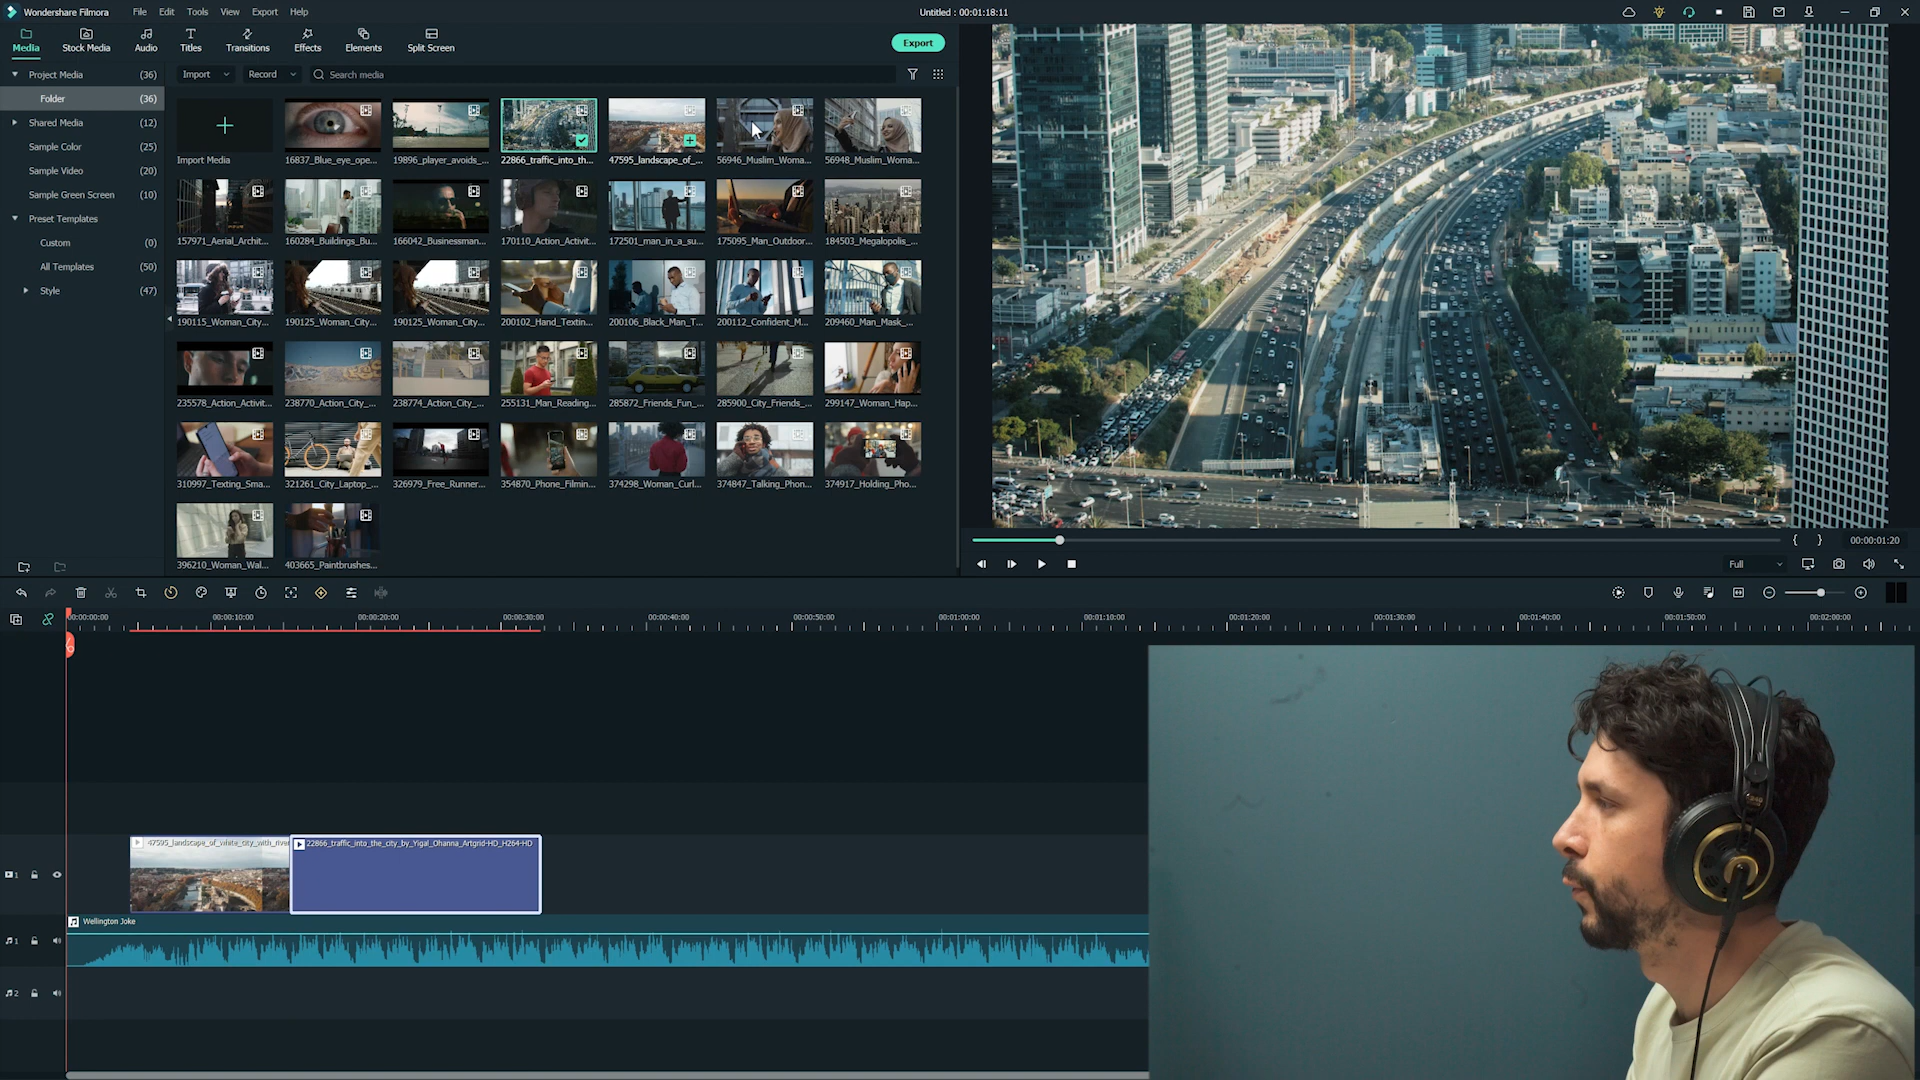 Wondershare Filmora File Edit Tools View Export Help Untitled : 00:01:18:11
Media Stock Media Audio Titles Transitions Effects Elements Split Screen Export
Project Media (36) Import Record Search media
Folder (36)
Shared Media (12)
Sample Color (25)
Sample Video (20)
Sample Green Screen (10)
Preset Templates
Custom (0)
All Templates (50)
Style (47)
Import Media 16837_Blue_eye_ope... 19896_player_avoids_... 22866_traffic_into_th... 47595_landscape_of_... 56946_Muslim_Woma... 56948_Muslim_Woma...
157971_Aerial_Archit... 160284_Buildings_Bu... 166042_Businessman... 170110_Action_Activit... 172501_man_in_a_su... 175095_Man_Outdoor... 184503_Megalopolis_...
190115_Woman_City... 190125_Woman_City... 190125_Woman_City... 200102_Hand_Textin... 200106_Black_Man_T... 200112_Confident_M... 209460_Man_Mask_...
235578_Action_Activit... 238770_Action_City_... 238774_Action_City_... 255131_Man_Reading... 285872_Friends_Fun_... 285900_City_Friends_... 299147_Woman_Hap...
310997_Texting_Sma... 321261_City_Laptop_... 326979_Free_Runner... 354870_Phone_Filmin... 374298_Woman_Curl... 374847_Talking_Phon... 374917_Holding_Pho...
396210_Woman_Wal... 403665_Paintbrushes...
{ } 00:00:01:20
Full
00:00:00:00 00:00:10:00 00:00:20:00 00:00:30:00 00:00:40:00 00:00:50:00 00:01:00:00 00:01:10:00 00:01:20:00 00:01:30:00 00:01:40:00 00:01:50:00 00:02:00:00
47595_landscape_of_white_city_with_river 22866_traffic_into_the_city_by_Yigal_Ohanna_Artgrid-HD_H264-HD
1
Wellington Joke
1
2